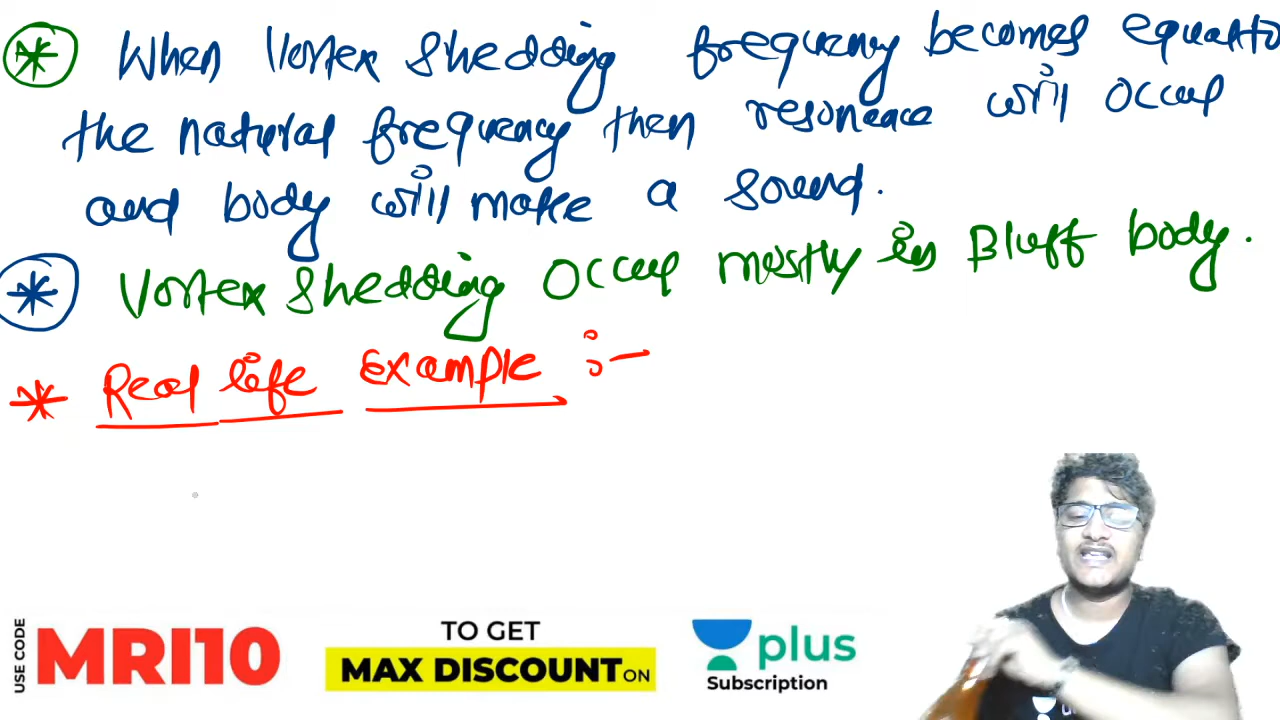 * When Vortex shedding frequency becomes equal to
the natural frequency then resonance will occur
and body will make a sound.
* Vortex shedding occur mostly in Bluff body.
* Real life Example :-
USE CODE MRI10 TO GET MAX DISCOUNT ON plus Subscription